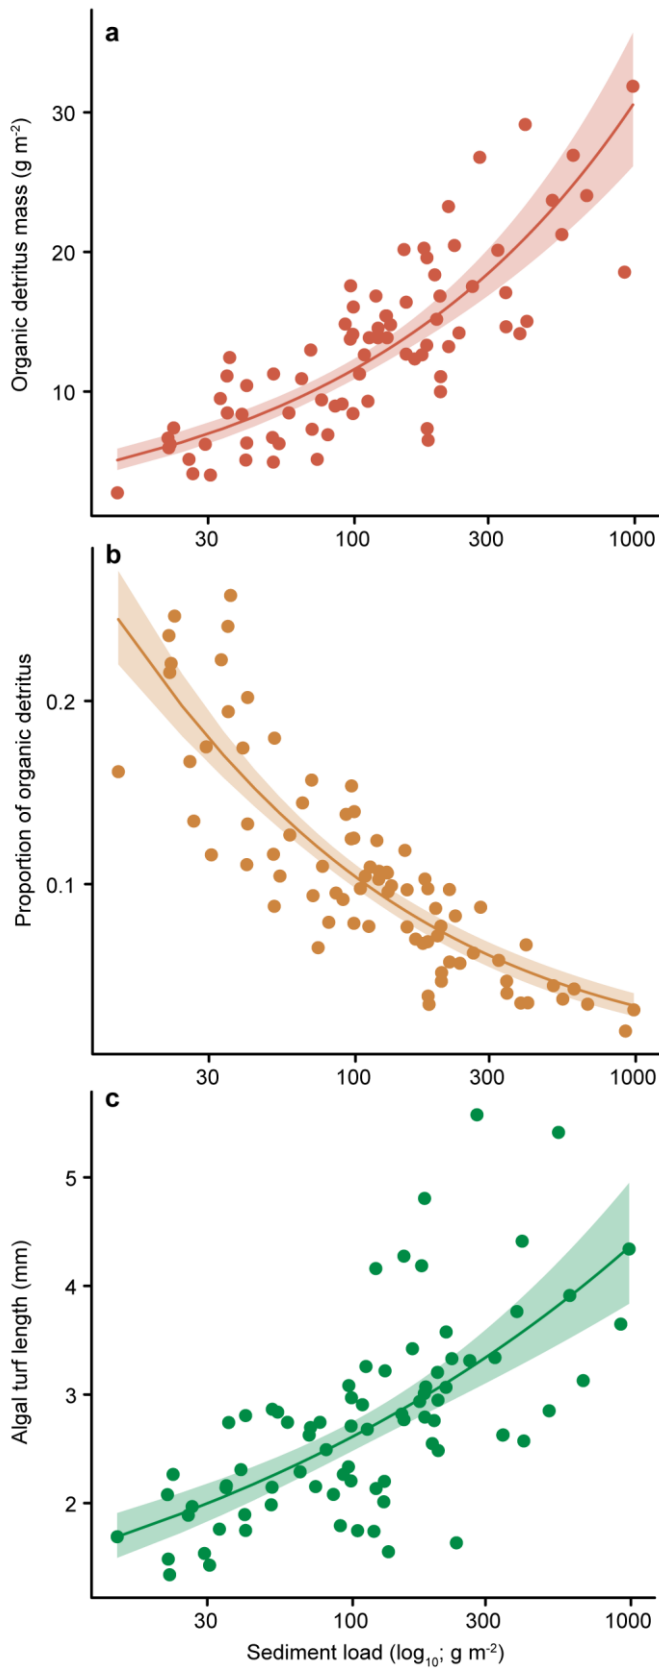 a
Organic detritus mass (g m⁻²)
30
20
10
30 100 300 1000
b
Proportion of organic detritus
0.2
0.1
30 100 300 1000
c
Algal turf length (mm)
5
4
3
2
30 100 300 1000
Sediment load (log₁₀; g m⁻²)